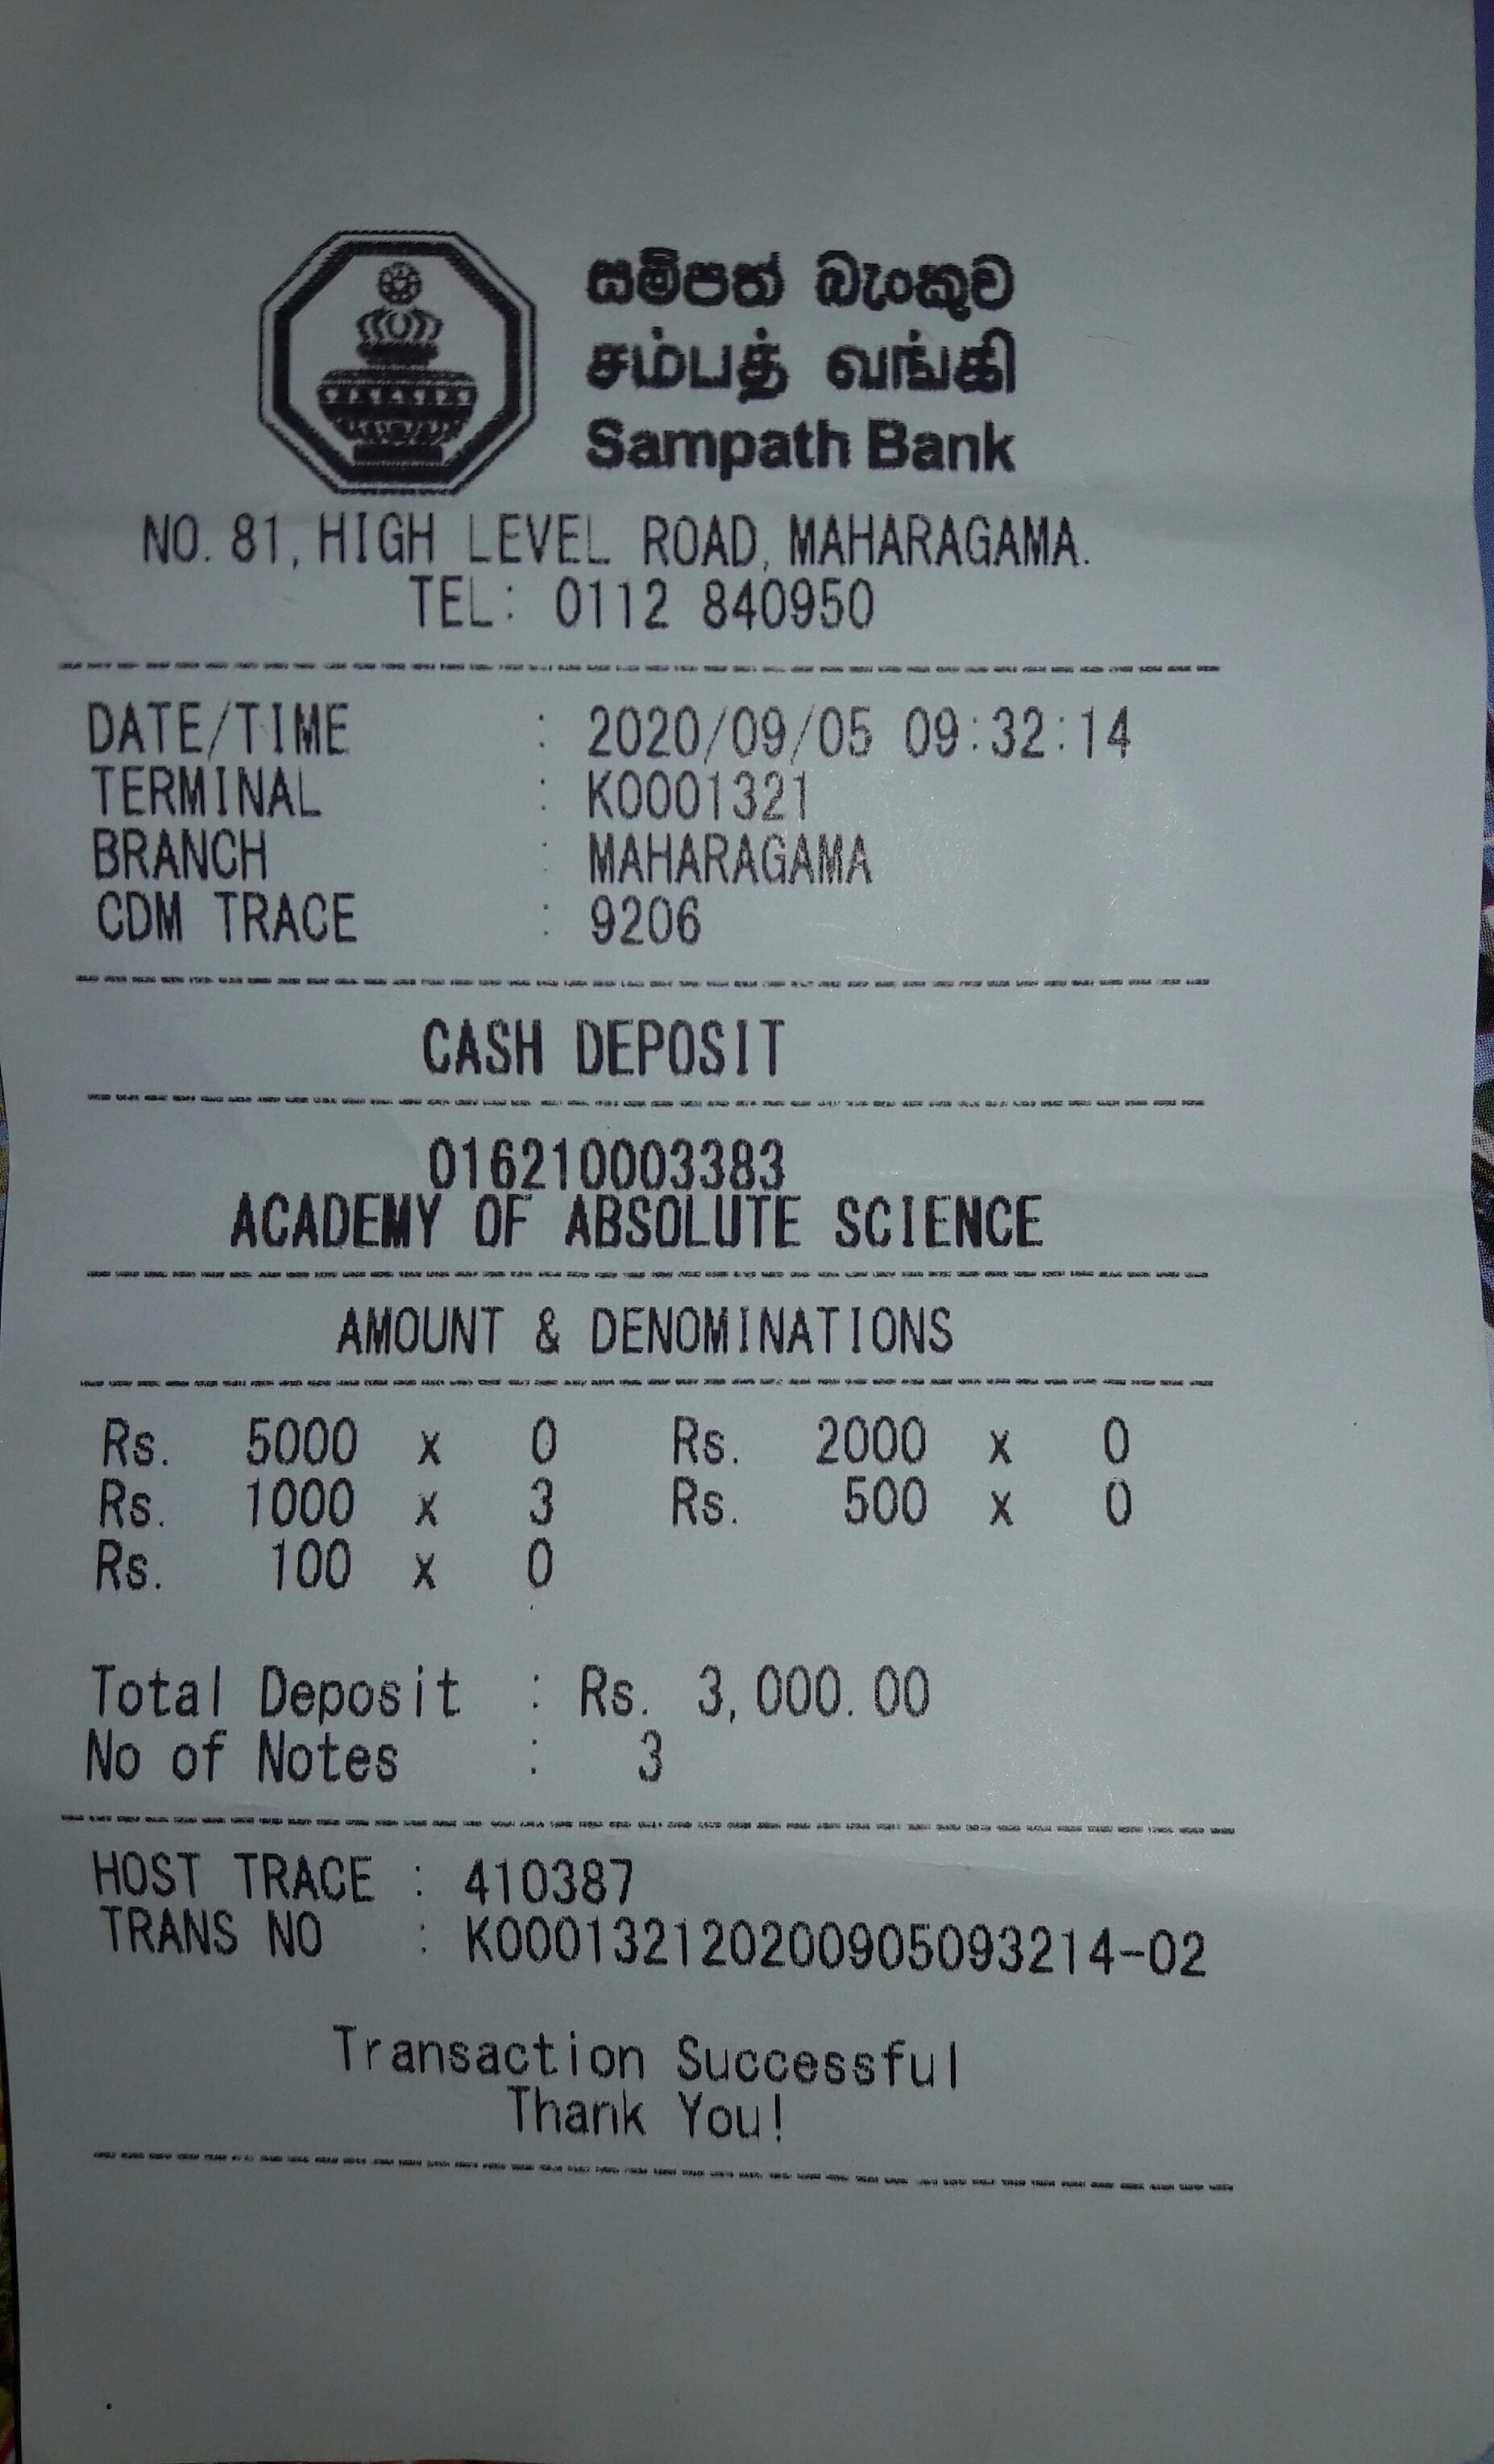 සම්පත් බැංකුව
சம்பத் வங்கி
Sampath Bank
NO. 81, HIGH LEVEL ROAD, MAHARAGAMA.
TEL: 0112 840950
DATE/TIME : 2020/09/05 09:32:14
TERMINAL : K0001321
BRANCH : MAHARAGAMA
CDM TRACE : 9206
CASH DEPOSIT
016210003383
ACADEMY OF ABSOLUTE SCIENCE
AMOUNT & DENOMINATIONS
Rs. 5000 x 0 Rs. 2000 x 0
Rs. 1000 x 3 Rs. 500 x 0
Rs. 100 x 0
Total Deposit : Rs. 3,000.00
No of Notes : 3
HOST TRACE : 410387
TRANS NO : K000132120200905093214-02
Transaction Successful
Thank You!